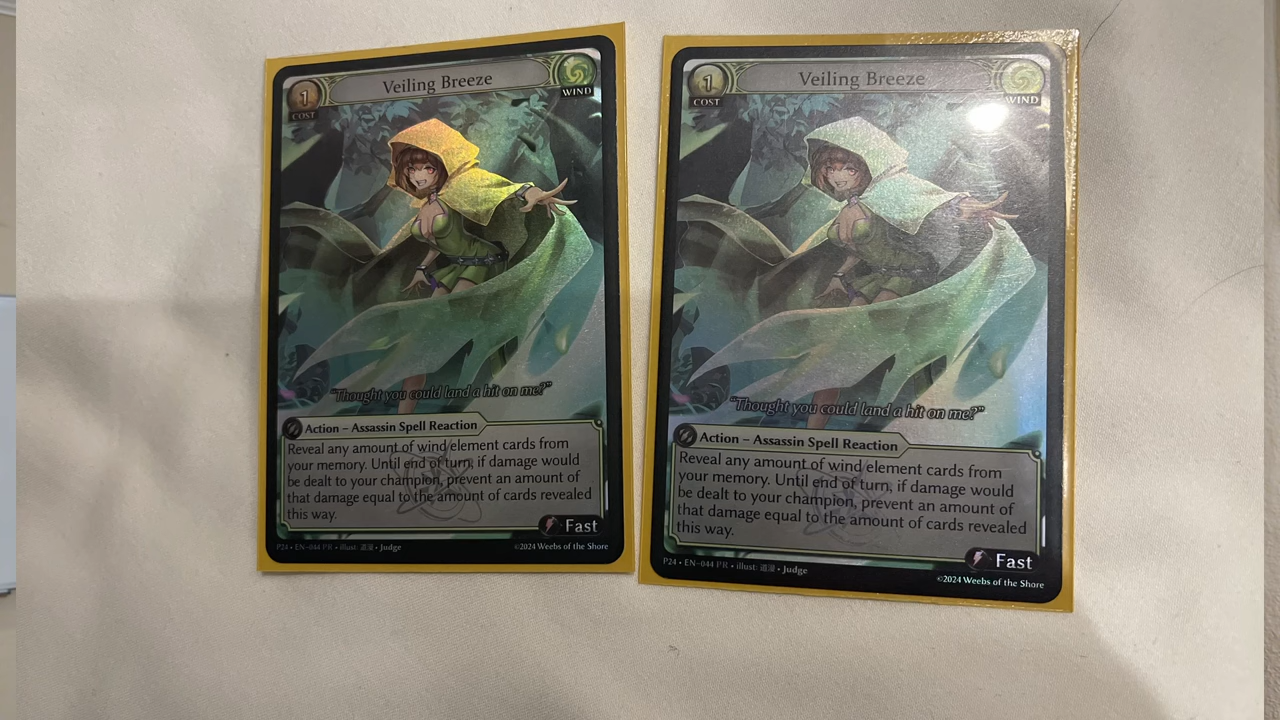 Veiling Breeze
1
COST
WIND
"Thought you could land a hit on me?"
Action – Assassin Spell Reaction
Reveal any amount of wind element cards from
your memory. Until end of turn, if damage would
be dealt to your champion, prevent an amount of
that damage equal to the amount of cards revealed
this way.
Fast
P24 • EN-044 PR • illust: 道漫 • Judge
©2024 Weebs of the Shore
Veiling Breeze
1
COST
WIND
"Thought you could land a hit on me?"
Action – Assassin Spell Reaction
Reveal any amount of wind element cards from
your memory. Until end of turn, if damage would
be dealt to your champion, prevent an amount of
that damage equal to the amount of cards revealed
this way.
Fast
P24 • EN-044 PR • illust: 道漫 • Judge
©2024 Weebs of the Shore